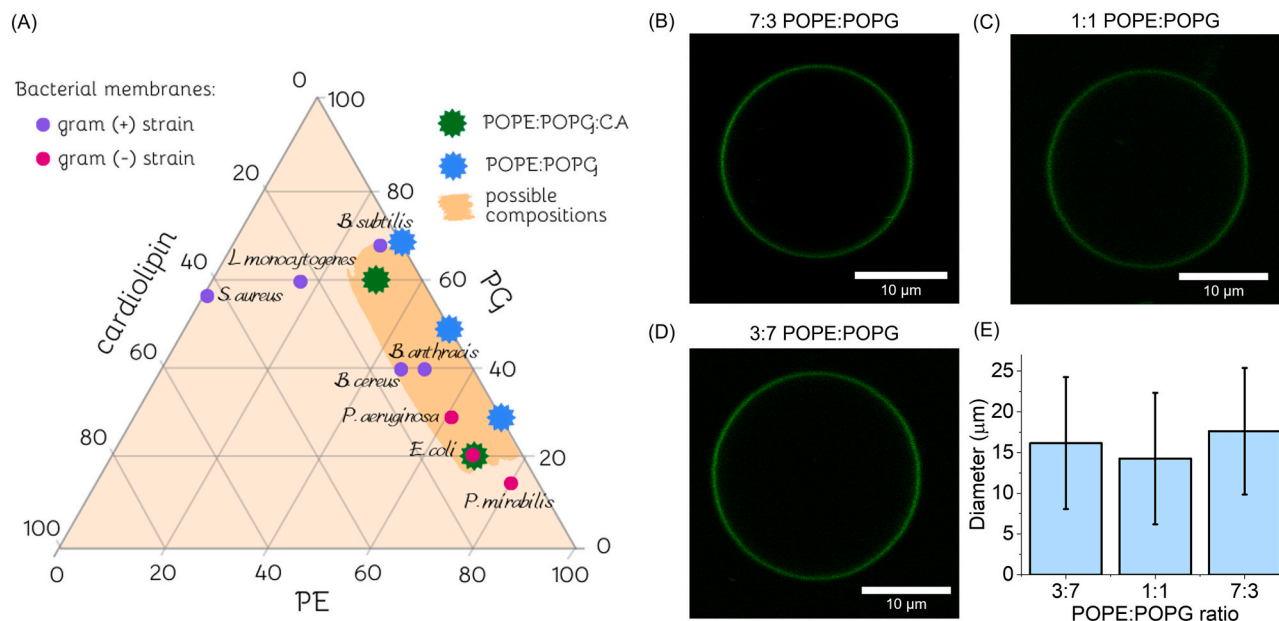 (A)
Bacterial membranes:
gram (+) strain
gram (-) strain
POPE:POPG:CA
POPE:POPG
possible
compositions
0
100
20
80
40
60
60
40
80
20
100
0
0
20
40
60
80
100
cardiolipin
PG
PE
B. subtilis
L. monocytogenes
S. aureus
B. anthracis
B. cereus
P. aeruginosa
E. coli
P. mirabilis
(B)
7:3 POPE:POPG
10 µm
(C)
1:1 POPE:POPG
10 µm
(D)
3:7 POPE:POPG
10 µm
(E)
Diameter (µm)
25
20
15
10
5
0
3:7
1:1
7:3
POPE:POPG ratio